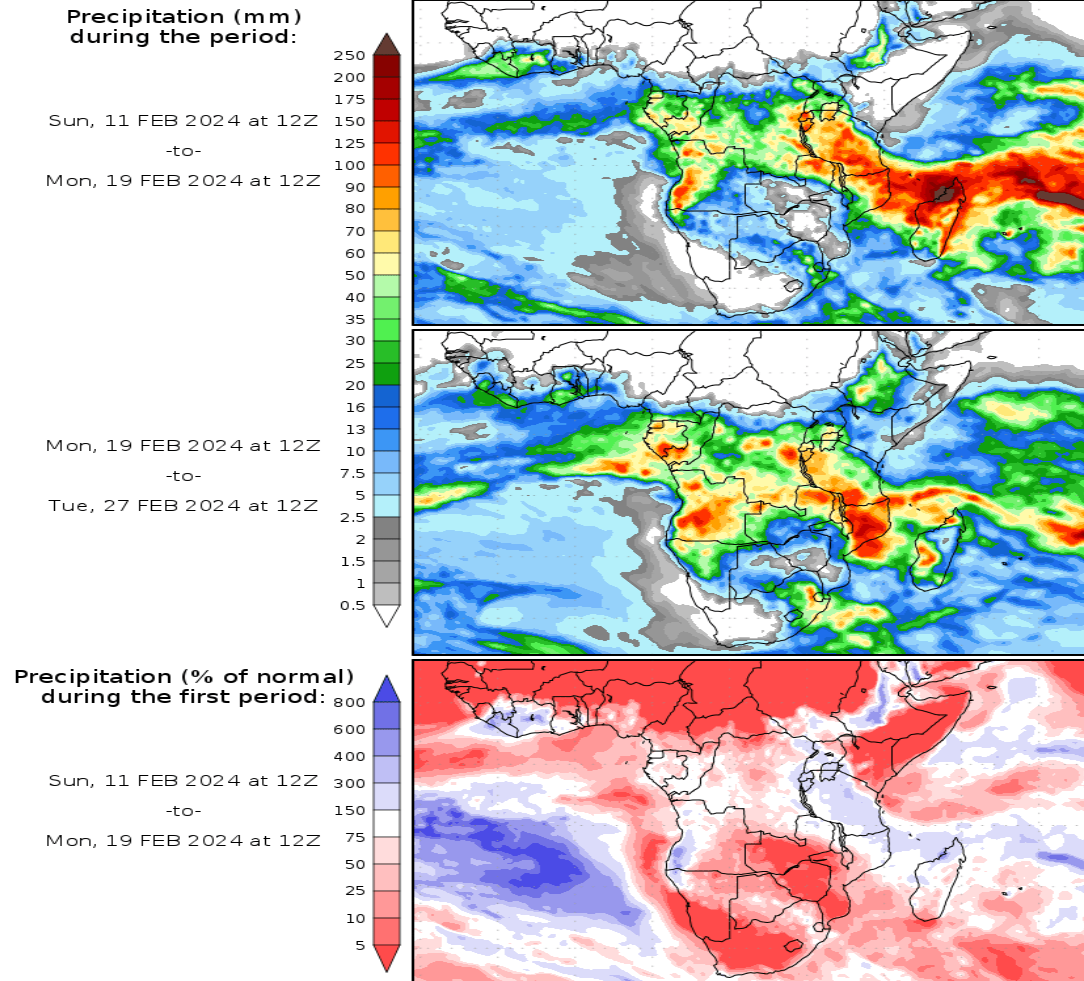 Precipitation (mm)
during the period:
Sun, 11 FEB 2024 at 12Z
-to-
Mon, 19 FEB 2024 at 12Z
Mon, 19 FEB 2024 at 12Z
-to-
Tue, 27 FEB 2024 at 12Z
250
200
175
150
125
100
90
80
70
60
50
40
35
30
25
20
16
13
10
7.5
5
2.5
2
1.5
1
0.5
Precipitation (% of normal)
during the first period:
Sun, 11 FEB 2024 at 12Z
-to-
Mon, 19 FEB 2024 at 12Z
800
600
400
300
150
75
50
25
10
5